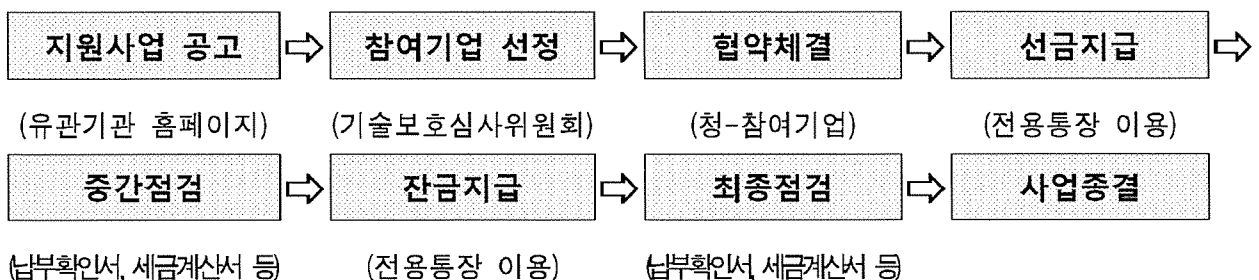 지원사업 공고 ⇨ 참여기업 선정 ⇨ 협약체결 ⇨ 선금지급 ⇨
(유관기관 홈페이지) (기술보호심사위원회) (청-참여기업) (전용통장 이용)
중간점검 ⇨ 잔금지급 ⇨ 최종점검 ⇨ 사업종결
(납부확인서, 세금계산서 등) (전용통장 이용) (납부확인서, 세금계산서 등)